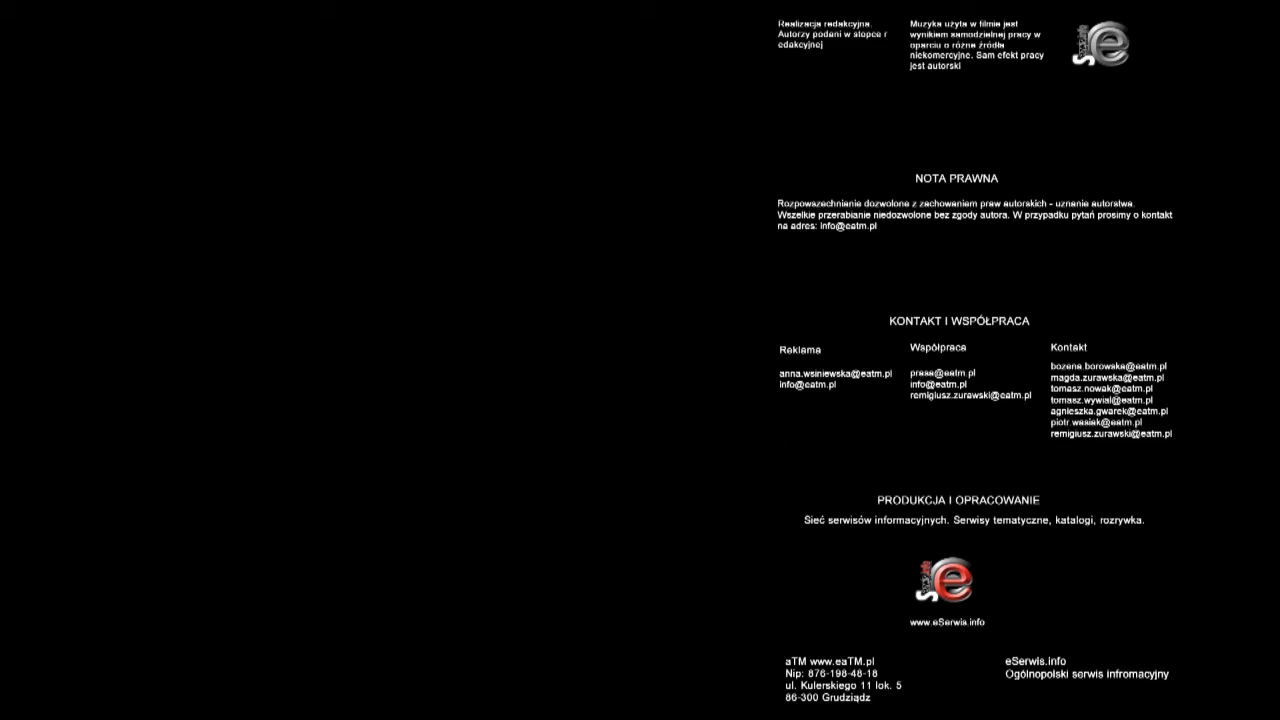 Realizacja redakcyjna.
Autorzy podani w stopce r
edakcyjnej
Muzyka użyta w filmie jest
wynikiem samodzielnej pracy w
oparciu o różne źródła
niekomercyjne. Sam efekt pracy
jest autorski
e
NOTA PRAWNA
Rozpowszechnianie dozwolone z zachowaniem praw autorskich - uznanie autorstwa.
Wszelkie przerabianie niedozwolone bez zgody autora. W przypadku pytań prosimy o kontakt
na adres: info@eatm.pl
KONTAKT I WSPÓŁPRACA
Reklama
anna.wsiniewska@eatm.pl
info@eatm.pl
Współpraca
prasa@eatm.pl
info@eatm.pl
remigiusz.zurawski@eatm.pl
Kontakt
bozena.borowska@eatm.pl
magda.zurawska@eatm.pl
tomasz.nowak@eatm.pl
tomasz.wywial@eatm.pl
agnieszka.gwarek@eatm.pl
piotr.wasiak@eatm.pl
remigiusz.zurawski@eatm.pl
PRODUKCJA I OPRACOWANIE
Sieć serwisów informacyjnych. Serwisy tematyczne, katalogi, rozrywka.
e
www.eSerwis.info
aTM www.eaTM.pl
Nip: 876-198-48-18
ul. Kulerskiego 11 lok. 5
86-300 Grudziądz
eSerwis.info
Ogólnopolski serwis infromacyjny